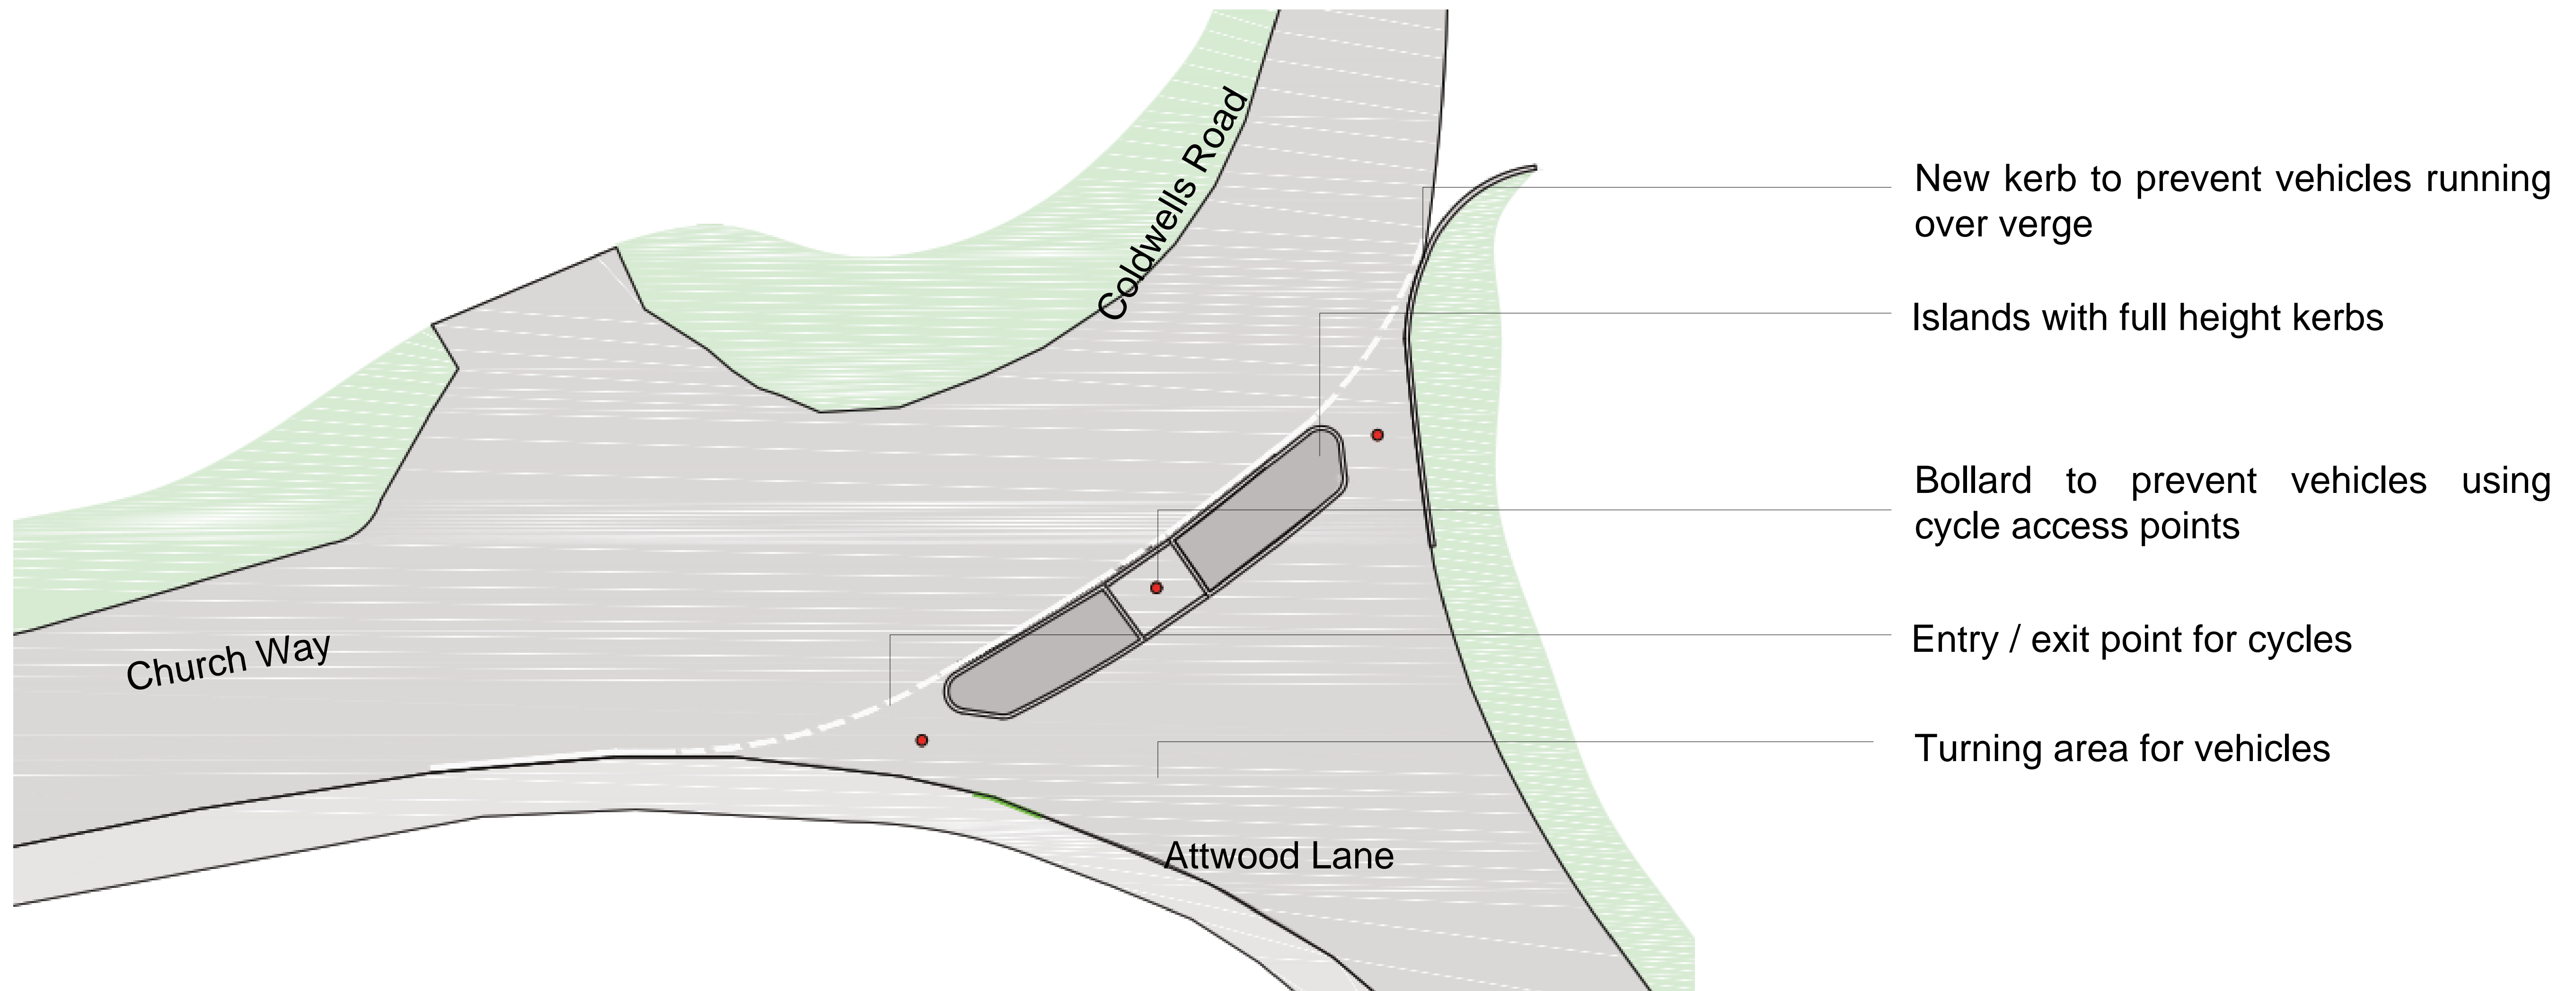 Coldwells Road
New kerb to prevent vehicles running
over verge
Islands with full height kerbs
Bollard to prevent vehicles using
cycle access points
Church Way
Entry / exit point for cycles
Turning area for vehicles
Attwood Lane